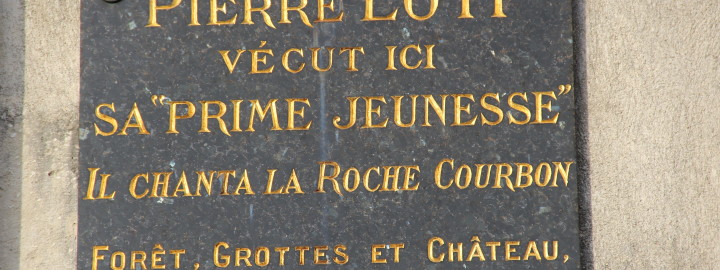 PIERRE LOTI
VÉCUT ICI
SA "PRIME JEUNESSE"
IL CHANTA LA ROCHE COURBON
FORÊT, GROTTES ET CHÂTEAU,